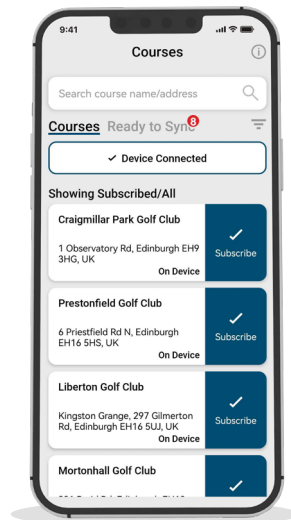 9:41
Courses
Search course name/address
Courses Ready to Sync 8
✓ Device Connected
Showing Subscribed/All
Craigmillar Park Golf Club
1 Observatory Rd, Edinburgh EH9
3HG, UK
On Device
Subscribe
Prestonfield Golf Club
6 Priestfield Rd N, Edinburgh
EH16 5HS, UK
On Device
Subscribe
Liberton Golf Club
Kingston Grange, 297 Gilmerton
Rd, Edinburgh EH16 5UJ, UK
On Device
Subscribe
Mortonhall Golf Club